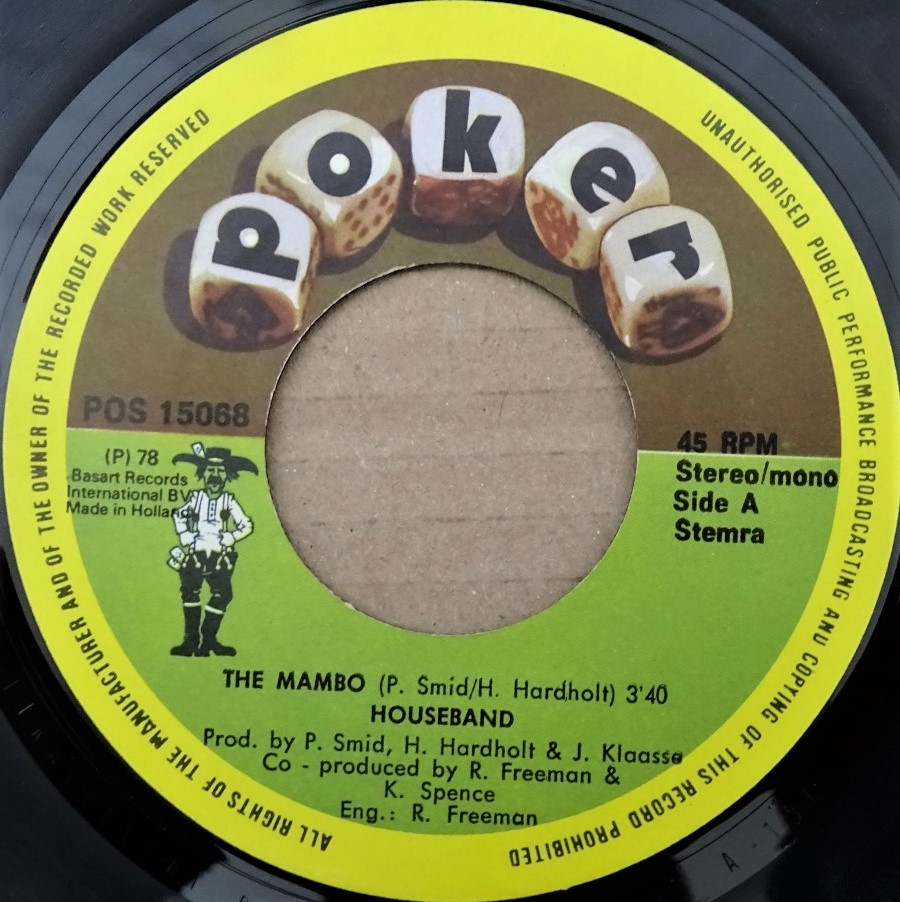 poker
ALL RIGHTS OF THE MANUFACTURER AND OF THE OWNER OF THE RECORDED WORK RESERVED
UNAUTHORISED PUBLIC PERFORMANCE BROADCASTING AND COPYING OF THIS RECORD PROHIBITED
POS 15068
(P) 78
Basart Records
International BV
Made in Holland
45 RPM
Stereo/mono
Side A
Stemra
THE MAMBO (P. Smid/H. Hardholt) 3'40
HOUSEBAND
Prod. by P. Smid, H. Hardholt & J. Klaasse
Co - produced by R. Freeman &
K. Spence
Eng.: R. Freeman